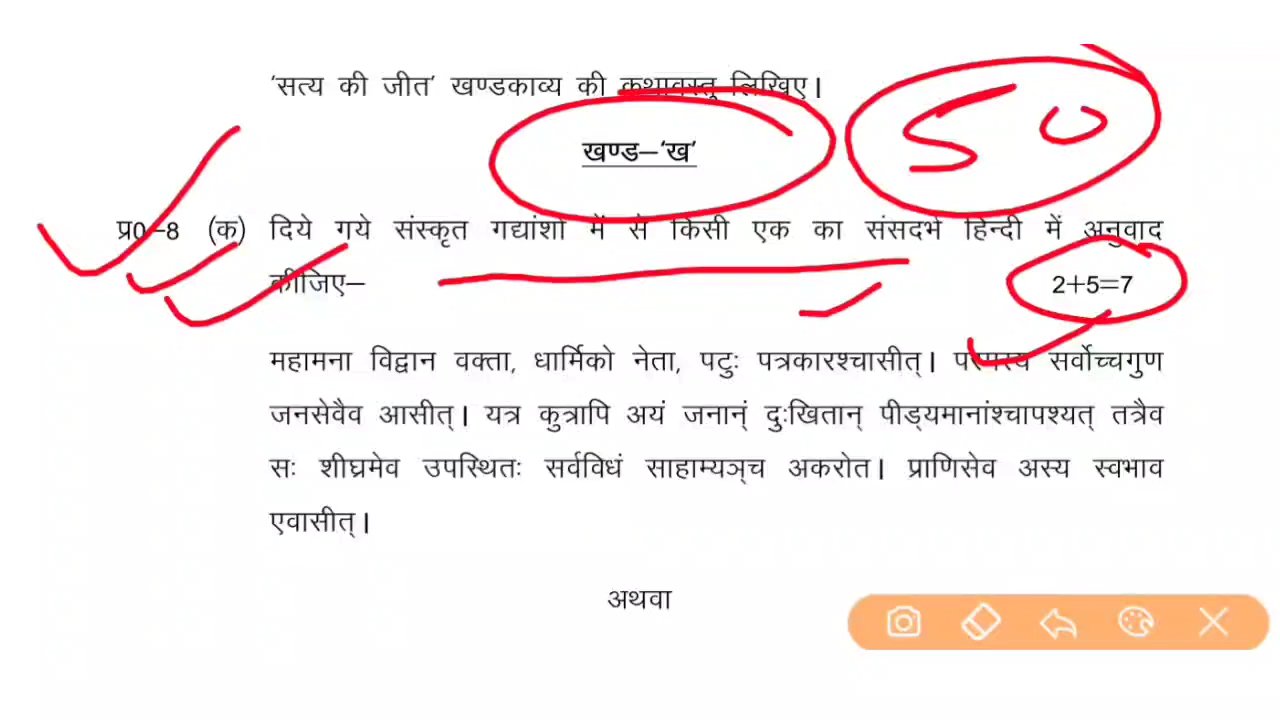 'सत्य की जीत' खण्डकाव्य की कथावस्तु लिखिए।
खण्ड–'ख'
50
प्र0–8 (क) दिये गये संस्कृत गद्यांशों में से किसी एक का संसदर्भ हिन्दी में अनुवाद
कीजिए– 2+5=7
महामना विद्वान वक्ता, धार्मिको नेता, पटुः पत्रकारश्चासीत्। परमस्य सर्वोच्चगुण
जनसेवैव आसीत्। यत्र कुत्रापि अयं जनान्ं दुःखितान् पीड्यमानांश्चापश्यत् तत्रैव
सः शीघ्रमेव उपस्थितः सर्वविधं साहाम्यञ्च अकरोत। प्राणिसेव अस्य स्वभाव
एवासीत्।
अथवा